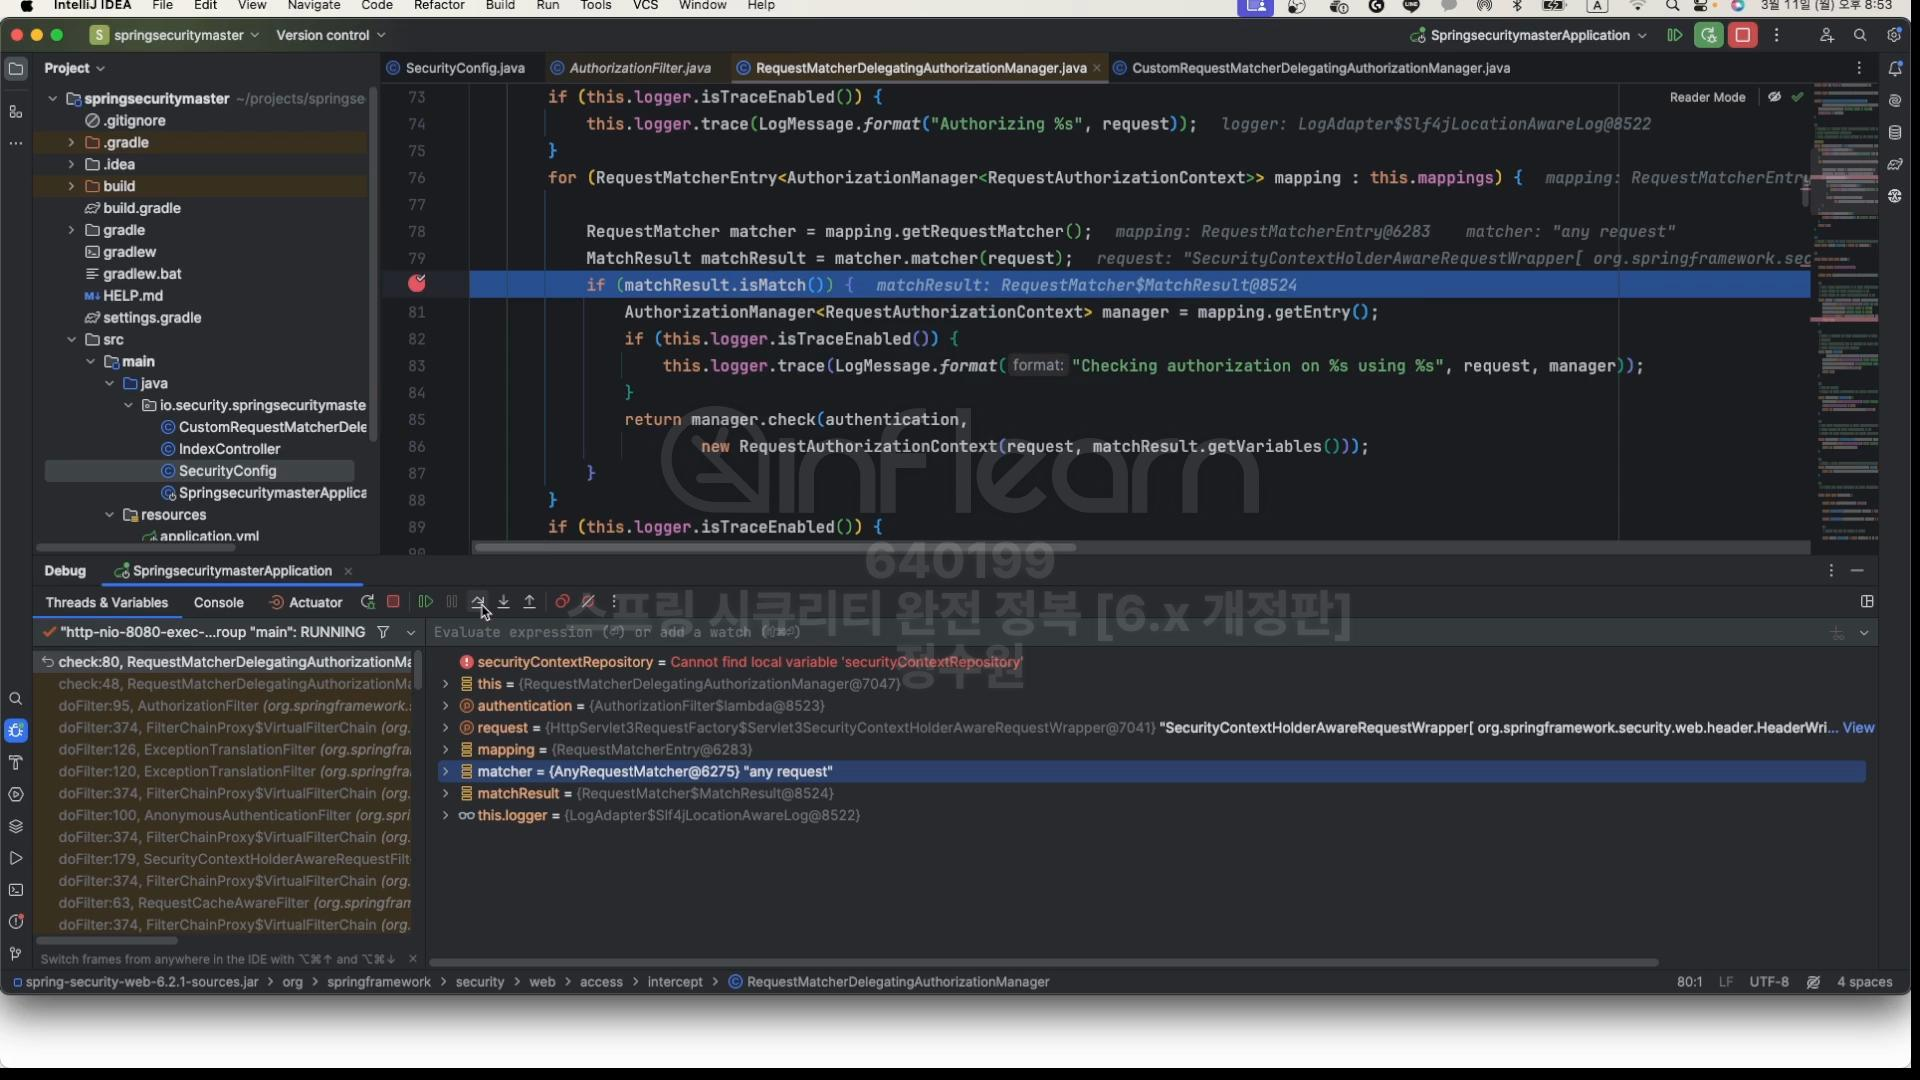 IntelliJ IDEA File Edit View Navigate Code Refactor Build Run Tools VCS Window Help A 3월 11일 (월) 오후 8:53
S springsecuritymaster Version control SpringsecuritymasterApplication
Project SecurityConfig.java AuthorizationFilter.java RequestMatcherDelegatingAuthorizationManager.java CustomRequestMatcherDelegatingAuthorizationManager.java
springsecuritymaster ~/projects/springse
.gitignore
.gradle
.idea
build
build.gradle
gradle
gradlew
gradlew.bat
M↓ HELP.md
settings.gradle
src
main
java
io.security.springsecuritymaste
CustomRequestMatcherDele
IndexController
SecurityConfig
SpringsecuritymasterApplica
resources
application.yml
Reader Mode
73 if (this.logger.isTraceEnabled()) {
74 this.logger.trace(LogMessage.format("Authorizing %s", request)); logger: LogAdapter$Slf4jLocationAwareLog@8522
75 }
76 for (RequestMatcherEntry<AuthorizationManager<RequestAuthorizationContext>> mapping : this.mappings) { mapping: RequestMatcherEntry
77
78 RequestMatcher matcher = mapping.getRequestMatcher(); mapping: RequestMatcherEntry@6283 matcher: "any request"
79 MatchResult matchResult = matcher.matcher(request); request: "SecurityContextHolderAwareRequestWrapper[ org.springframework.sec
if (matchResult.isMatch()) { matchResult: RequestMatcher$MatchResult@8524
81 AuthorizationManager<RequestAuthorizationContext> manager = mapping.getEntry();
82 if (this.logger.isTraceEnabled()) {
83 this.logger.trace(LogMessage.format( format: "Checking authorization on %s using %s", request, manager));
84 }
85 return manager.check(authentication,
86 new RequestAuthorizationContext(request, matchResult.getVariables()));
87 }
88 }
89 if (this.logger.isTraceEnabled()) {
90
inflearn
640199
스프링 시큐리티 완전 정복 [6.x 개정판]
정수원
Debug SpringsecuritymasterApplication
Threads & Variables Console Actuator
"http-nio-8080-exec-...roup "main": RUNNING
Evaluate expression (⏎) or add a watch (⇧⌘⏎)
check:80, RequestMatcherDelegatingAuthorizationMa
check:48, RequestMatcherDelegatingAuthorizationMa
doFilter:95, AuthorizationFilter (org.springframework.
doFilter:374, FilterChainProxy$VirtualFilterChain (org.
doFilter:126, ExceptionTranslationFilter (org.springfra
doFilter:120, ExceptionTranslationFilter (org.springfra
doFilter:374, FilterChainProxy$VirtualFilterChain (org.
doFilter:100, AnonymousAuthenticationFilter (org.spri
doFilter:374, FilterChainProxy$VirtualFilterChain (org.
doFilter:179, SecurityContextHolderAwareRequestFilt
doFilter:374, FilterChainProxy$VirtualFilterChain (org.
doFilter:63, RequestCacheAwareFilter (org.springfram
doFilter:374, FilterChainProxy$VirtualFilterChain (org.
Switch frames from anywhere in the IDE with ⌥⌘↑ and ⌥⌘↓
securityContextRepository = Cannot find local variable 'securityContextRepository'
this = {RequestMatcherDelegatingAuthorizationManager@7047}
authentication = {AuthorizationFilter$lambda@8523}
request = {HttpServlet3RequestFactory$Servlet3SecurityContextHolderAwareRequestWrapper@7041} "SecurityContextHolderAwareRequestWrapper[ org.springframework.security.web.header.HeaderWri... View
mapping = {RequestMatcherEntry@6283}
matcher = {AnyRequestMatcher@6275} "any request"
matchResult = {RequestMatcher$MatchResult@8524}
this.logger = {LogAdapter$Slf4jLocationAwareLog@8522}
spring-security-web-6.2.1-sources.jar > org > springframework > security > web > access > intercept > RequestMatcherDelegatingAuthorizationManager 80:1 LF UTF-8 4 spaces